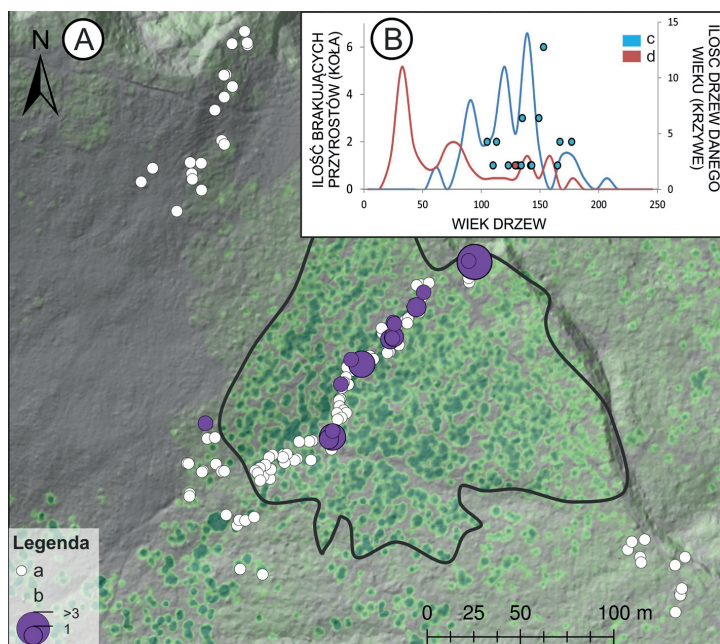 N
A
B
ILOŚĆ BRAKUJĄCYCH
PRZYROSTÓW (KOŁA)
6
4
2
0
0 50 100 150 200 250
WIEK DRZEW
15
10
5
0
ILOŚĆ DRZEW DANEGO
WIEKU (KRZYWE)
c
d
Legenda
a
b
>3
1
0 25 50 100 m